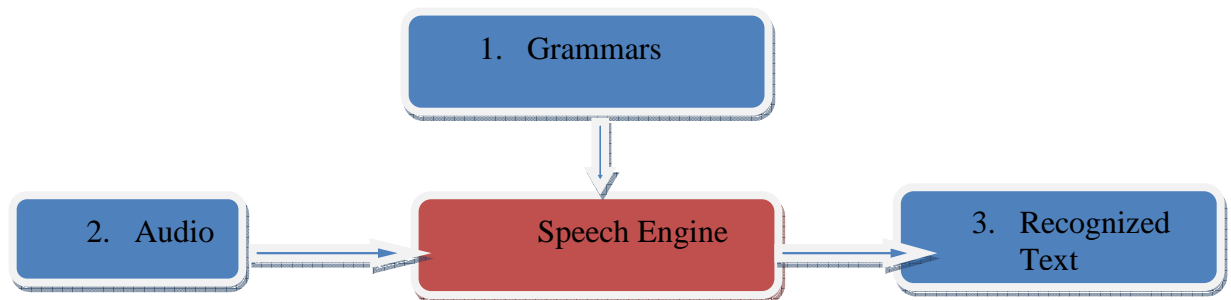 1. Grammars
2. Audio
Speech Engine
3. Recognized
Text